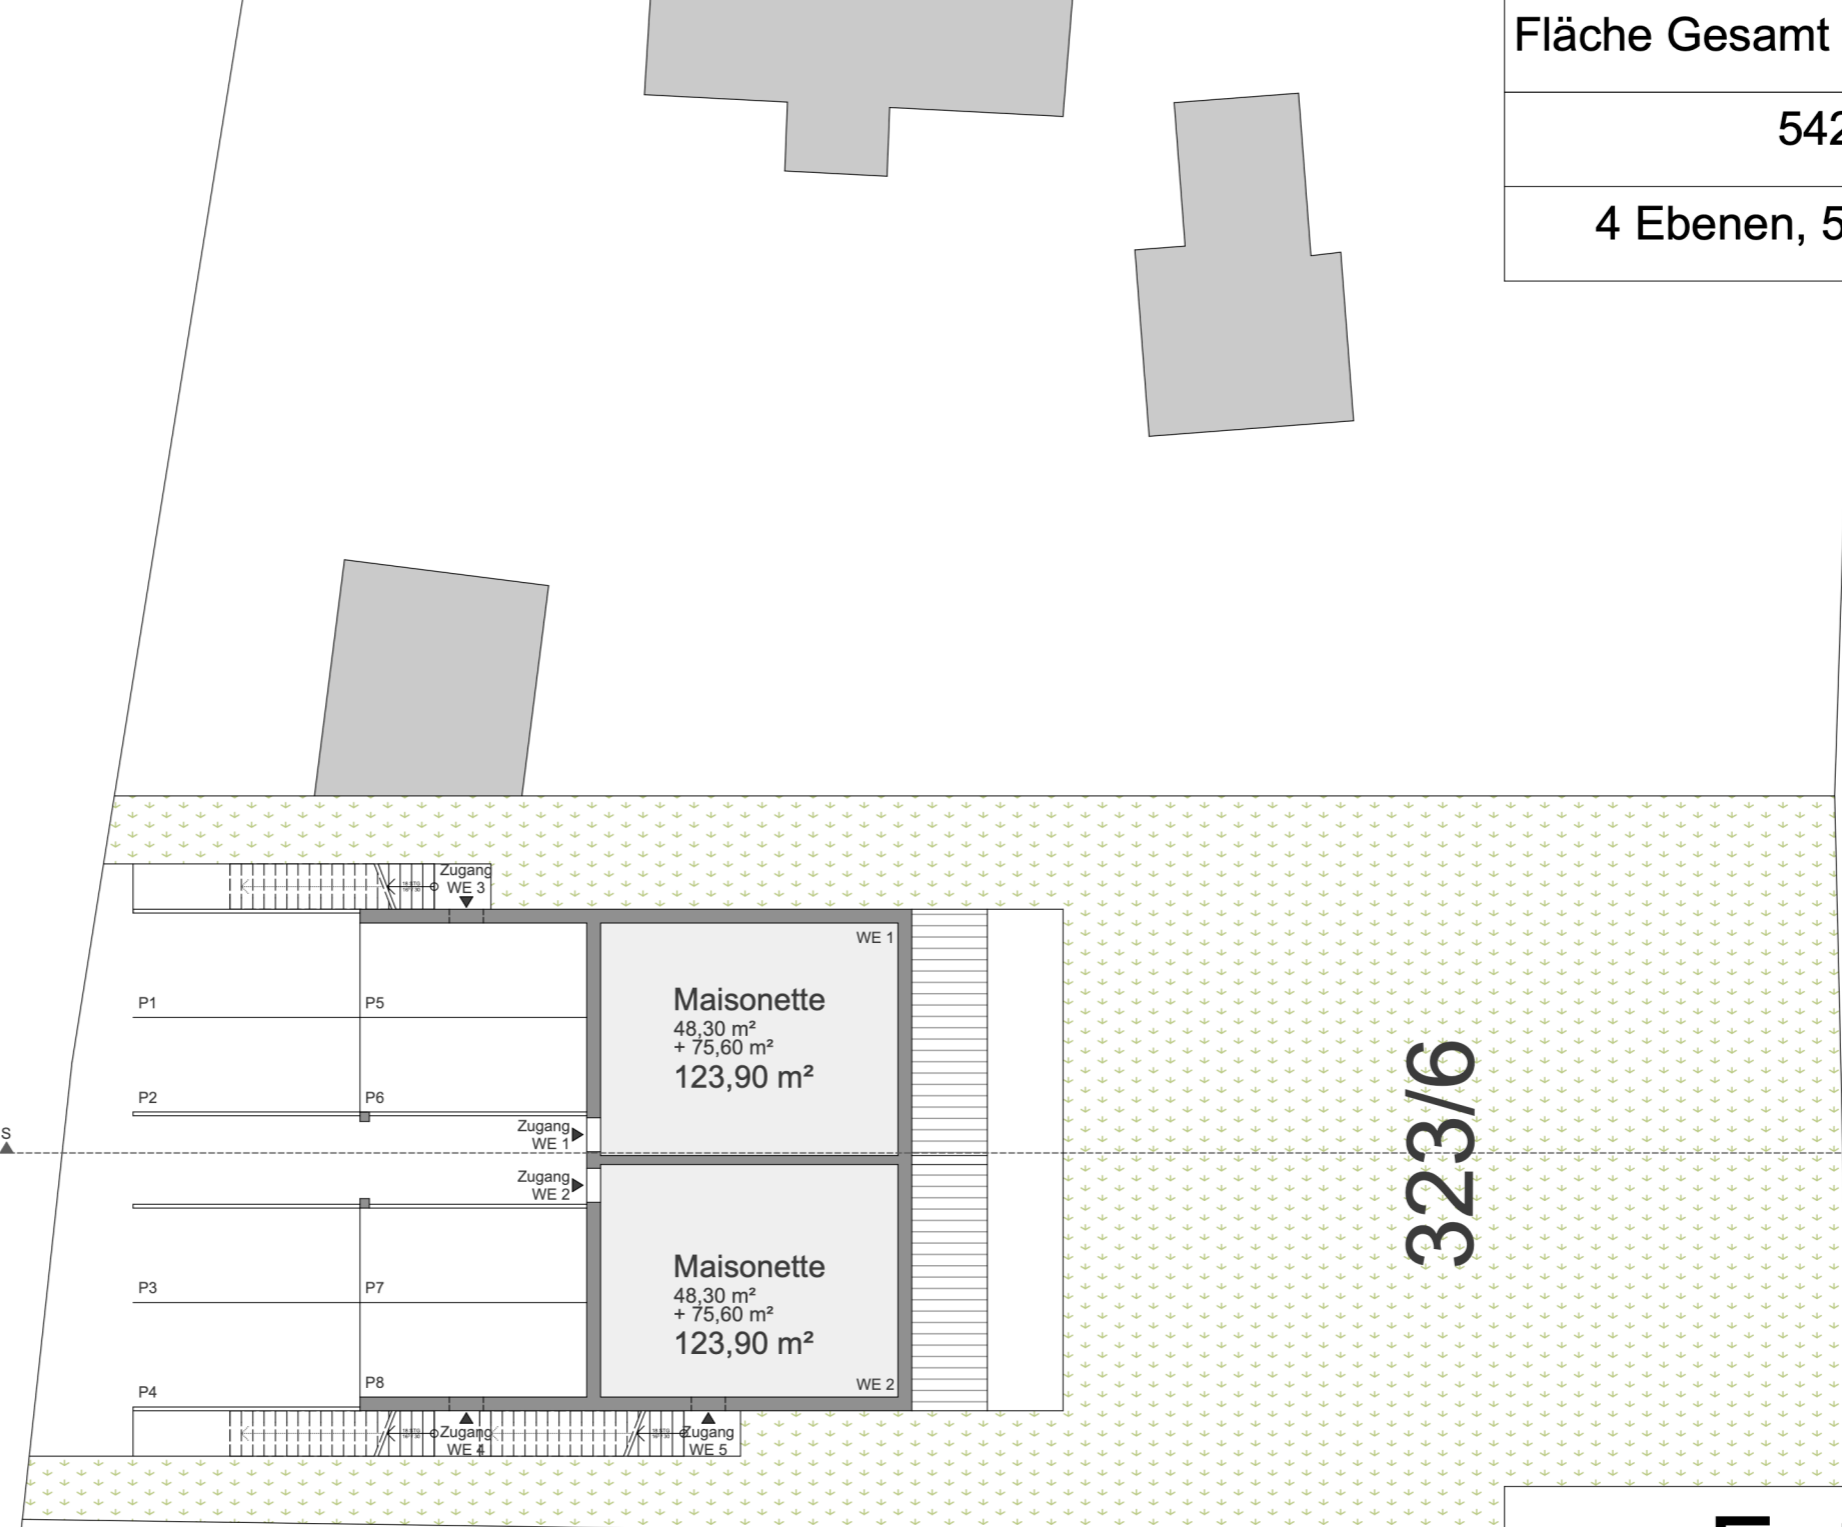 Fläche Gesamt
542
4 Ebenen, 5
Zugang
WE 3
WE 1
Maisonette
48,30 m²
+ 75,60 m²
123,90 m²
P1
P5
P2
P6
Zugang
WE 1
S
Zugang
WE 2
323/6
Maisonette
48,30 m²
+ 75,60 m²
123,90 m²
P3
P7
P8
WE 2
P4
Zugang
WE 4
Zugang
WE 5